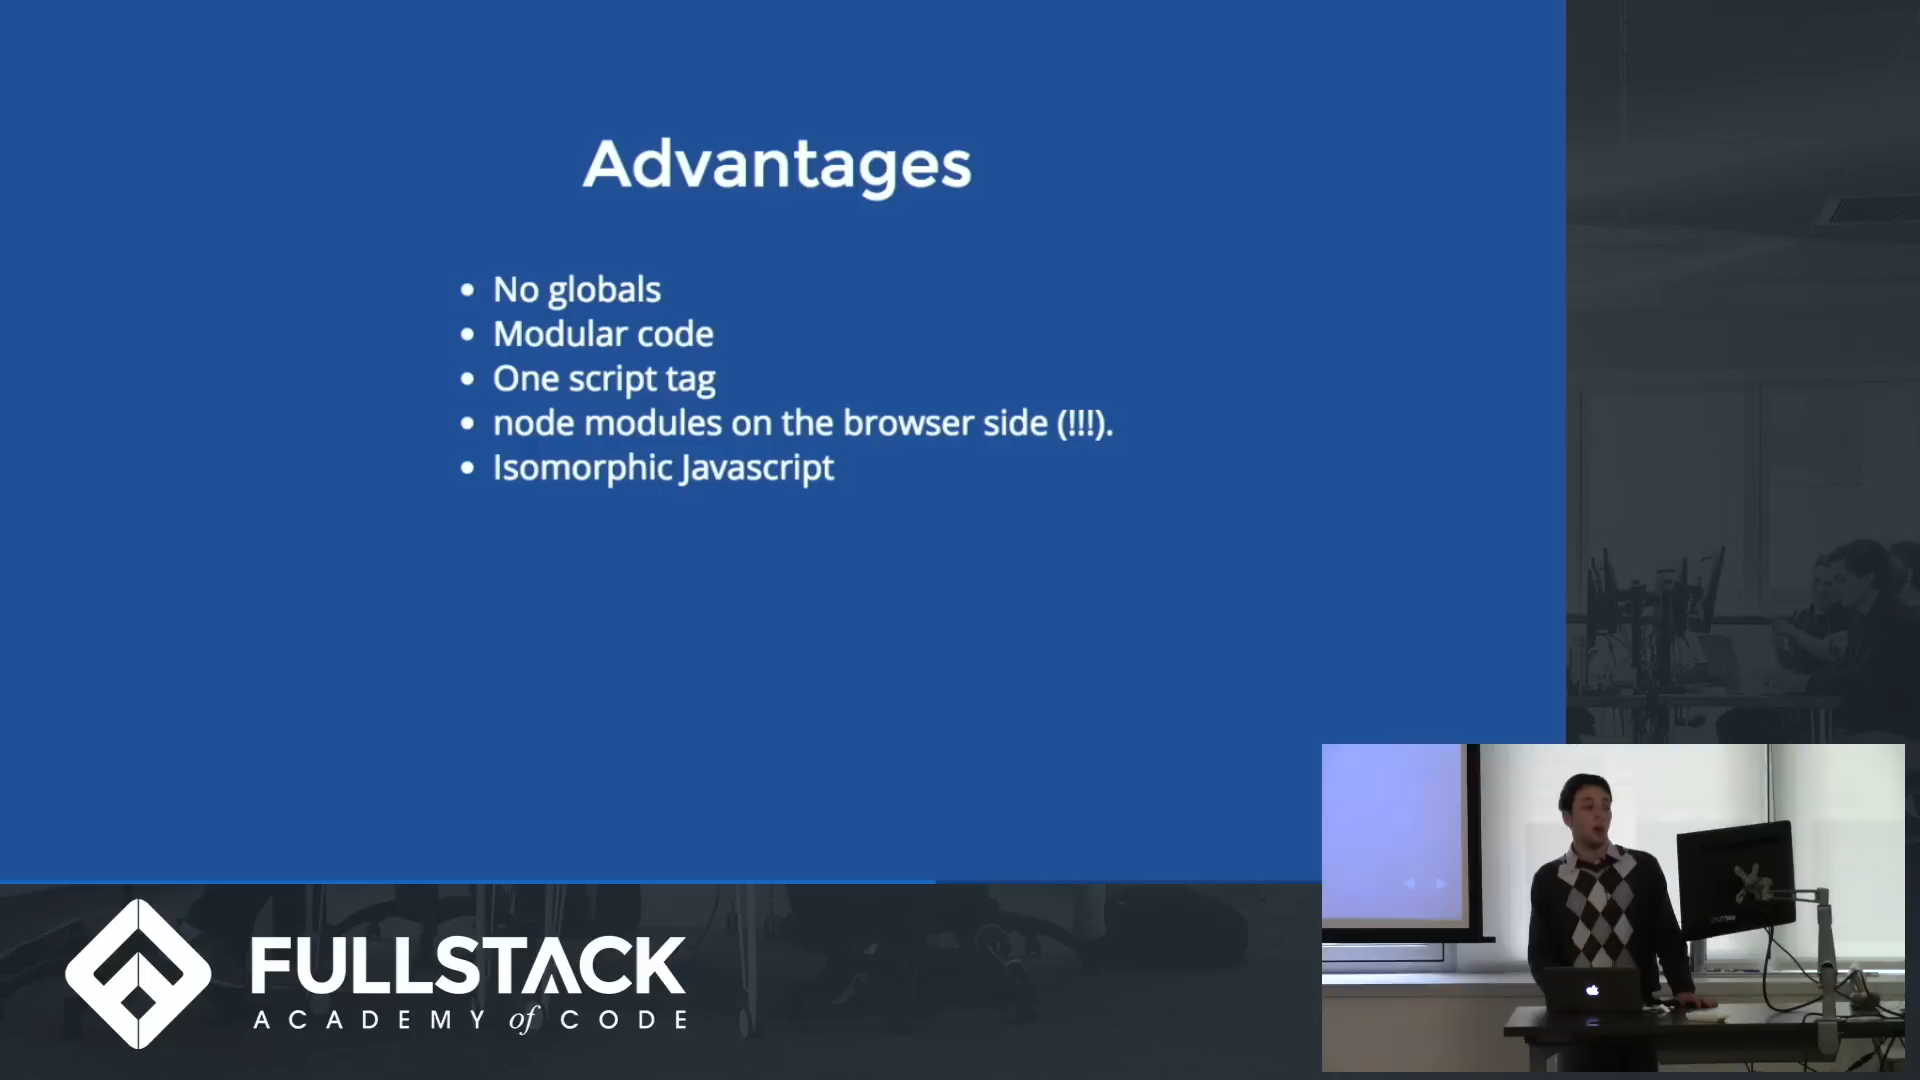 Advantages
No globals
Modular code
One script tag
node modules on the browser side (!!!).
Isomorphic Javascript
FULLSTACK
ACADEMY of CODE